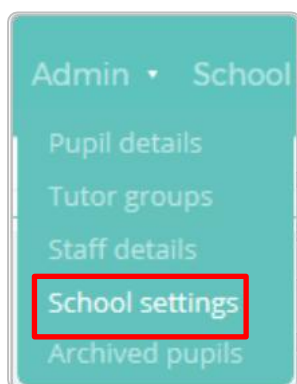 Admin ▾ School
Pupil details
Tutor groups
Staff details
School settings
Archived pupils